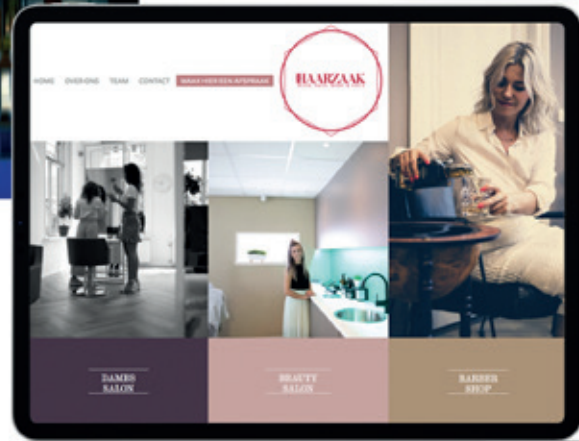 HOME OVER ONS TEAM CONTACT MAAK HIER EEN AFSPRAAK
HAARZAAK
DAMES
SALON
BEAUTY
SALON
BARBER
SHOP